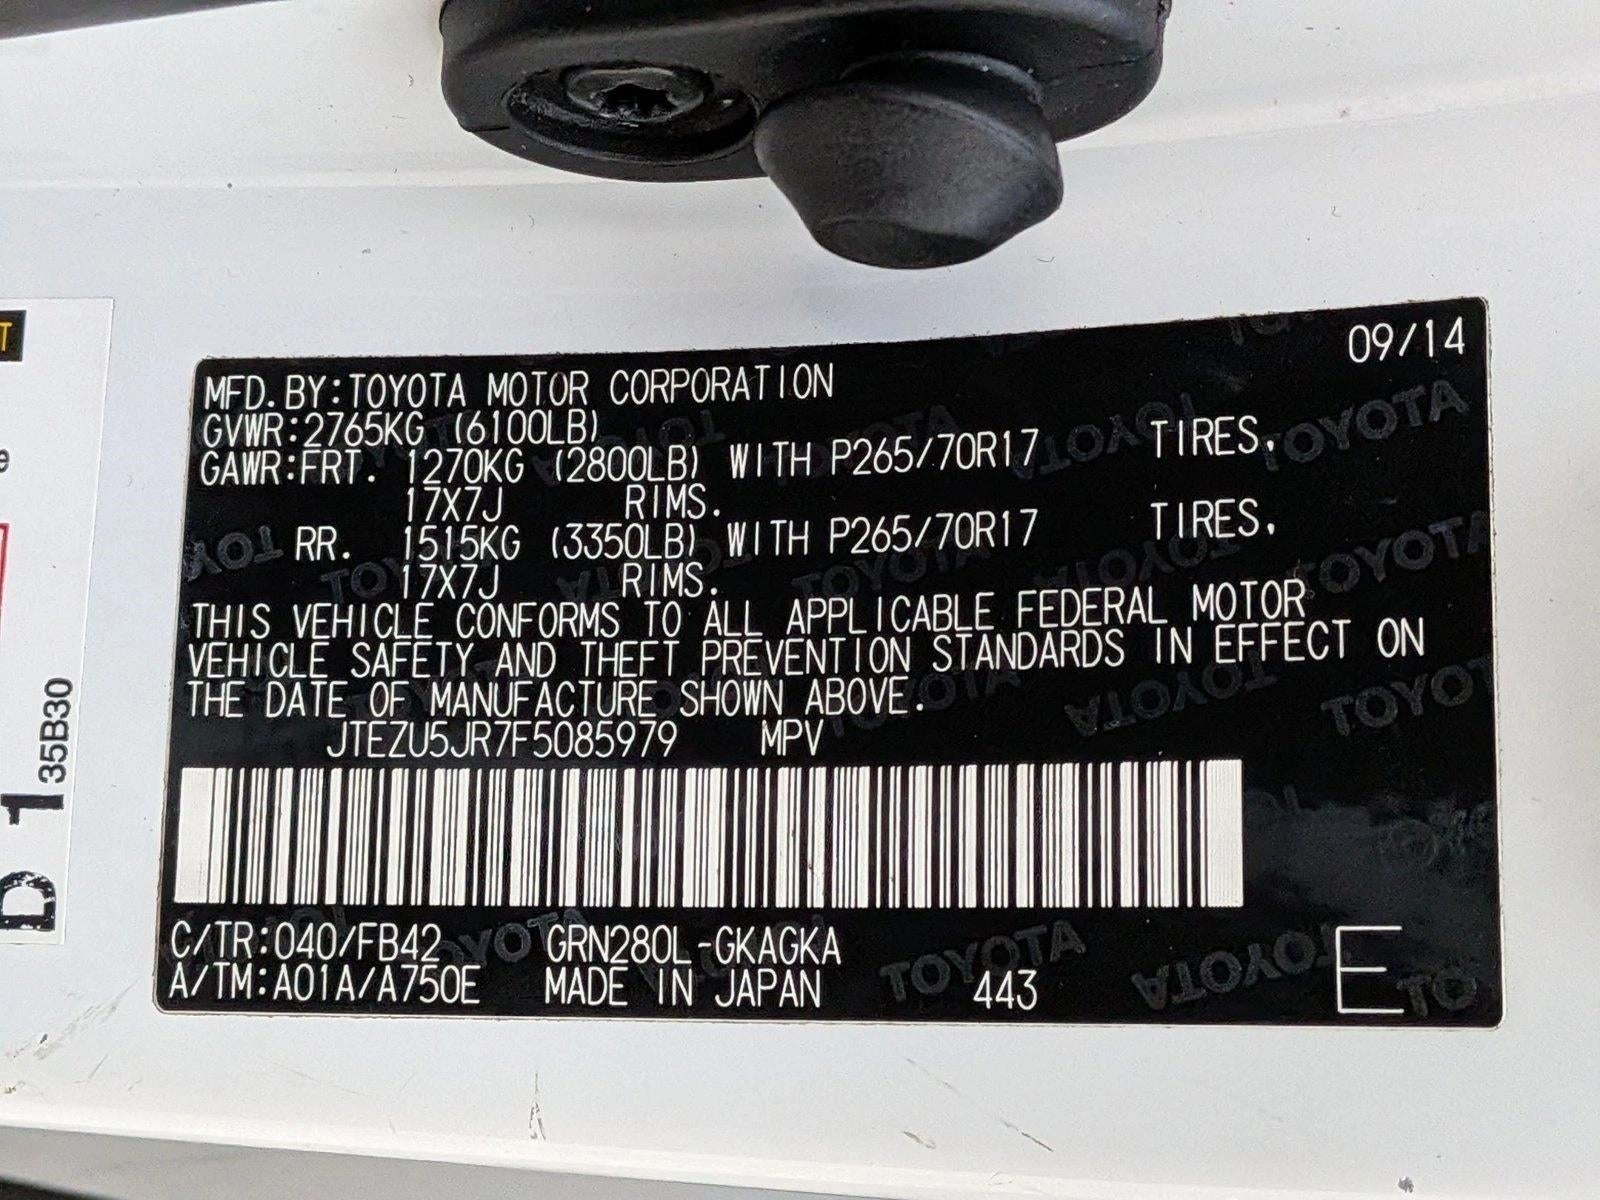 09/14
MFD.BY:TOYOTA MOTOR CORPORATION
GVWR:2765KG (6100LB)
GAWR:FRT. 1270KG (2800LB) WITH P265/70R17 TIRES,
17X7J RIMS.
RR. 1515KG (3350LB) WITH P265/70R17 TIRES,
17X7J RIMS.
THIS VEHICLE CONFORMS TO ALL APPLICABLE FEDERAL MOTOR
VEHICLE SAFETY AND THEFT PREVENTION STANDARDS IN EFFECT ON
THE DATE OF MANUFACTURE SHOWN ABOVE.
JTEZU5JR7F5085979 MPV
C/TR:040/FB42 GRN280L-GKAGKA
A/TM:A01A/A750E MADE IN JAPAN 443 E
D 1 35B30